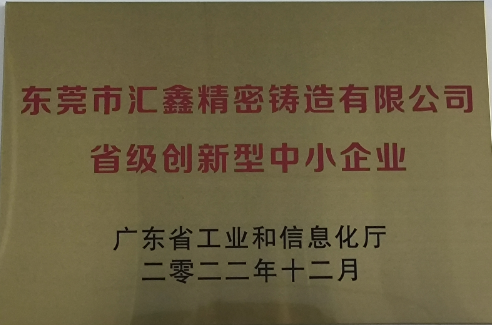 东莞市汇鑫精密铸造有限公司
省级创新型中小企业
广东省工业和信息化厅
二零二二年十二月